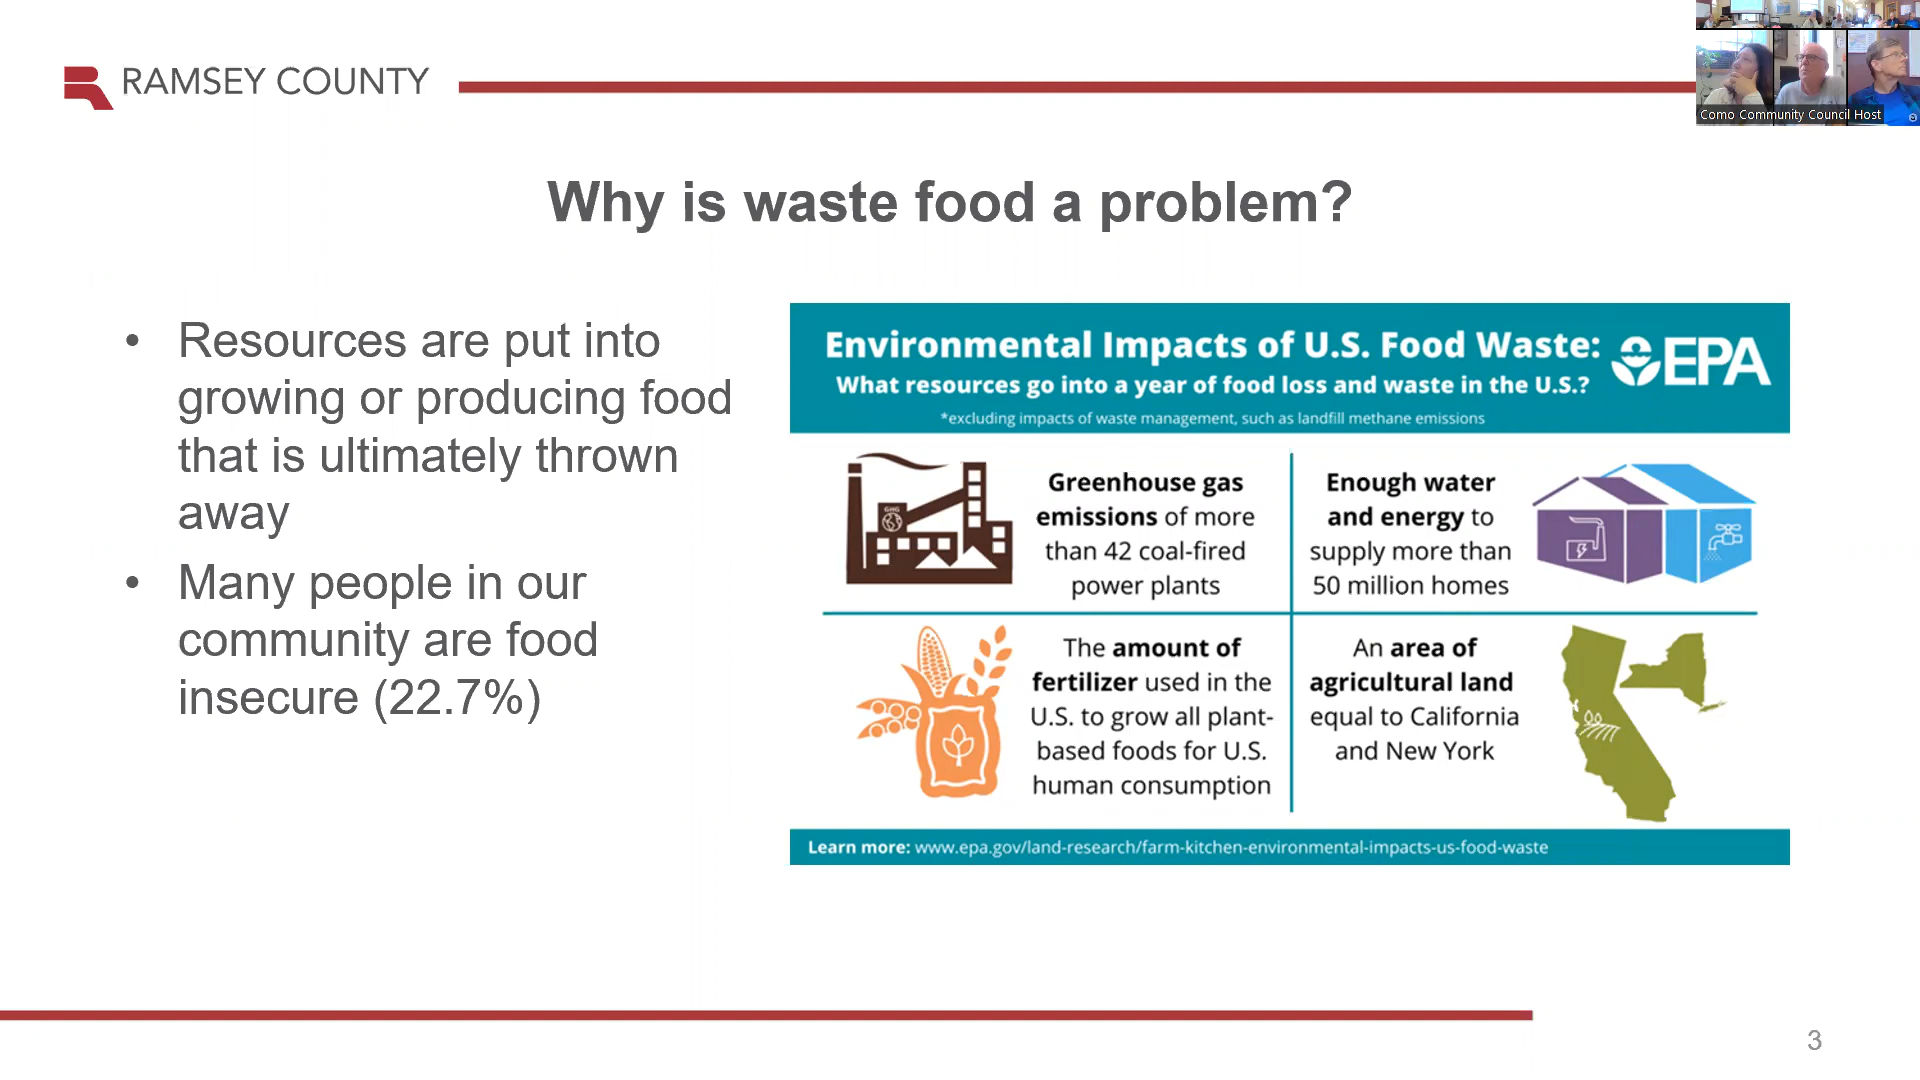 RAMSEY COUNTY
Como Community Council Host
Why is waste food a problem?
• Resources are put into
growing or producing food
that is ultimately thrown
away
• Many people in our
community are food
insecure (22.7%)
Environmental Impacts of U.S. Food Waste:
What resources go into a year of food loss and waste in the U.S.?
*excluding impacts of waste management, such as landfill methane emissions
EPA
GHG
Greenhouse gas
emissions of more
than 42 coal-fired
power plants
Enough water
and energy to
supply more than
50 million homes
The amount of
fertilizer used in the
U.S. to grow all plant-
based foods for U.S.
human consumption
An area of
agricultural land
equal to California
and New York
Learn more: www.epa.gov/land-research/farm-kitchen-environmental-impacts-us-food-waste
3